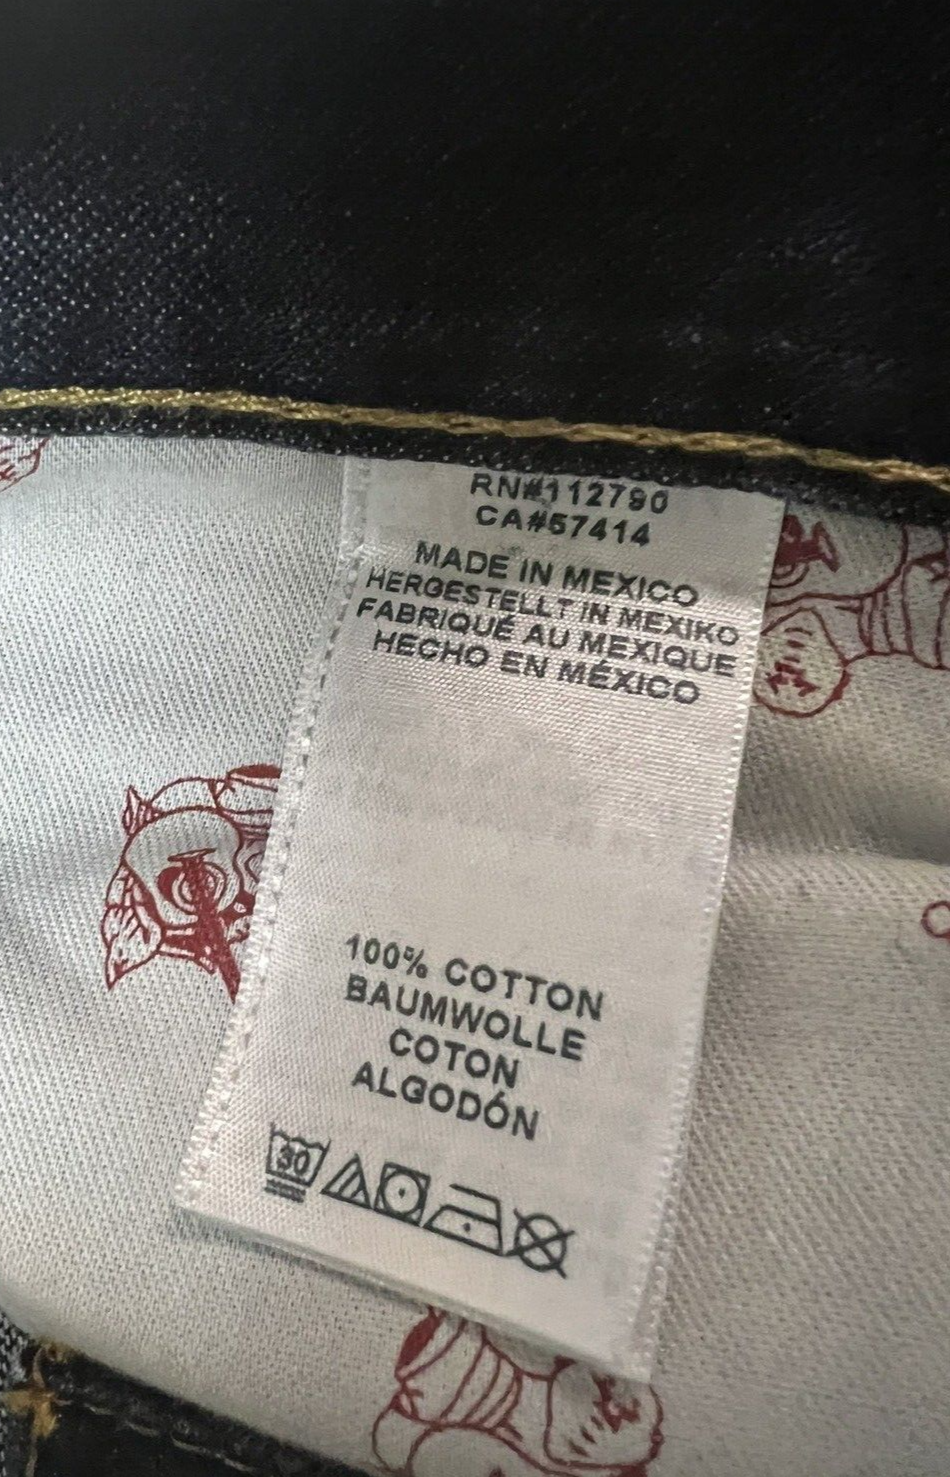 RN#112790
CA#57414
MADE IN MEXICO
HERGESTELLT IN MEXIKO
FABRIQUÉ AU MEXIQUE
HECHO EN MÉXICO
100% COTTON
BAUMWOLLE
COTON
ALGODÓN
30